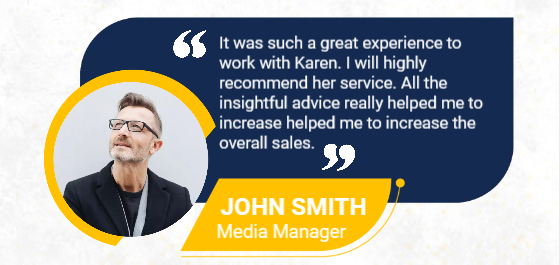 It was such a great experience to
work with Karen. I will highly
recommend her service. All the
insightful advice really helped me to
increase helped me to increase the
overall sales.
JOHN SMITH
Media Manager